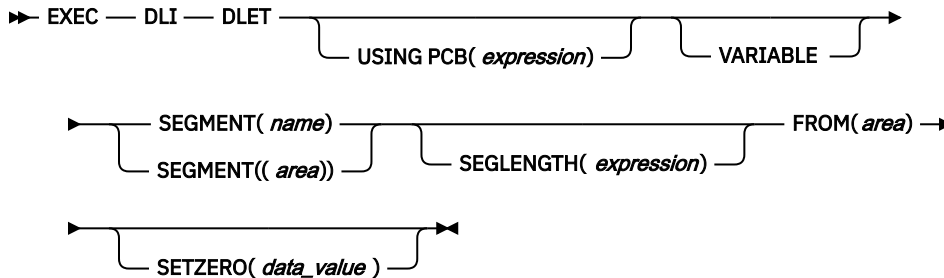 EXEC DLI DLET
USING PCB( expression)
VARIABLE
SEGMENT( name)
SEGMENT(( area))
SEGLENGTH( expression)
FROM( area)
SETZERO( data_value )